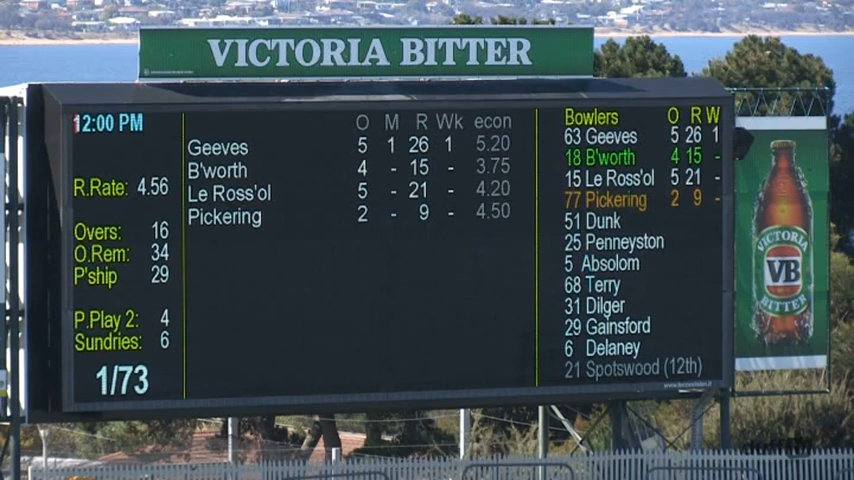 VICTORIA BITTER
12:00 PM
R.Rate: 4.56
Overs: 16
O.Rem: 34
P'ship 29
P.Play 2: 4
Sundries: 6
1/73
O M R Wk econ
Geeves 5 1 26 1 5.20
B'worth 4 - 15 - 3.75
Le Ross'ol 5 - 21 - 4.20
Pickering 2 - 9 - 4.50
Bowlers O R W
63 Geeves 5 26 1
18 B'worth 4 15 -
15 Le Ross'ol 5 21 -
77 Pickering 2 9 -
51 Dunk
25 Penneyston
5 Absolom
68 Terry
31 Dilger
29 Gainsford
6 Delaney
21 Spotswood (12th)
VICTORIA
VB
BITTER